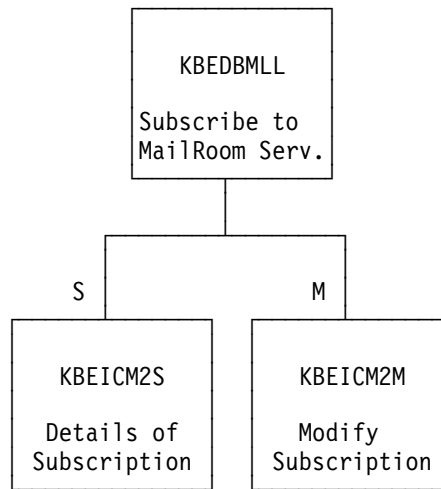 KBEDBMLL
Subscribe to
MailRoom Serv.
S
M
KBEICM2S
Details of
Subscription
KBEICM2M
Modify
Subscription